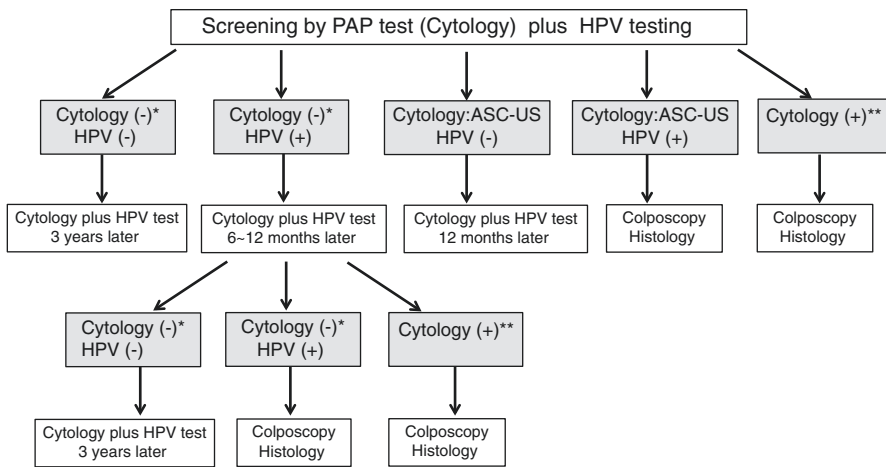 Screening by PAP test (Cytology) plus HPV testing
Cytology (-)*
HPV (-)
Cytology (-)*
HPV (+)
Cytology:ASC-US
HPV (-)
Cytology:ASC-US
HPV (+)
Cytology (+)**
Cytology plus HPV test
3 years later
Cytology plus HPV test
6~12 months later
Cytology plus HPV test
12 months later
Colposcopy
Histology
Colposcopy
Histology
Cytology (-)*
HPV (-)
Cytology (-)*
HPV (+)
Cytology (+)**
Cytology plus HPV test
3 years later
Colposcopy
Histology
Colposcopy
Histology